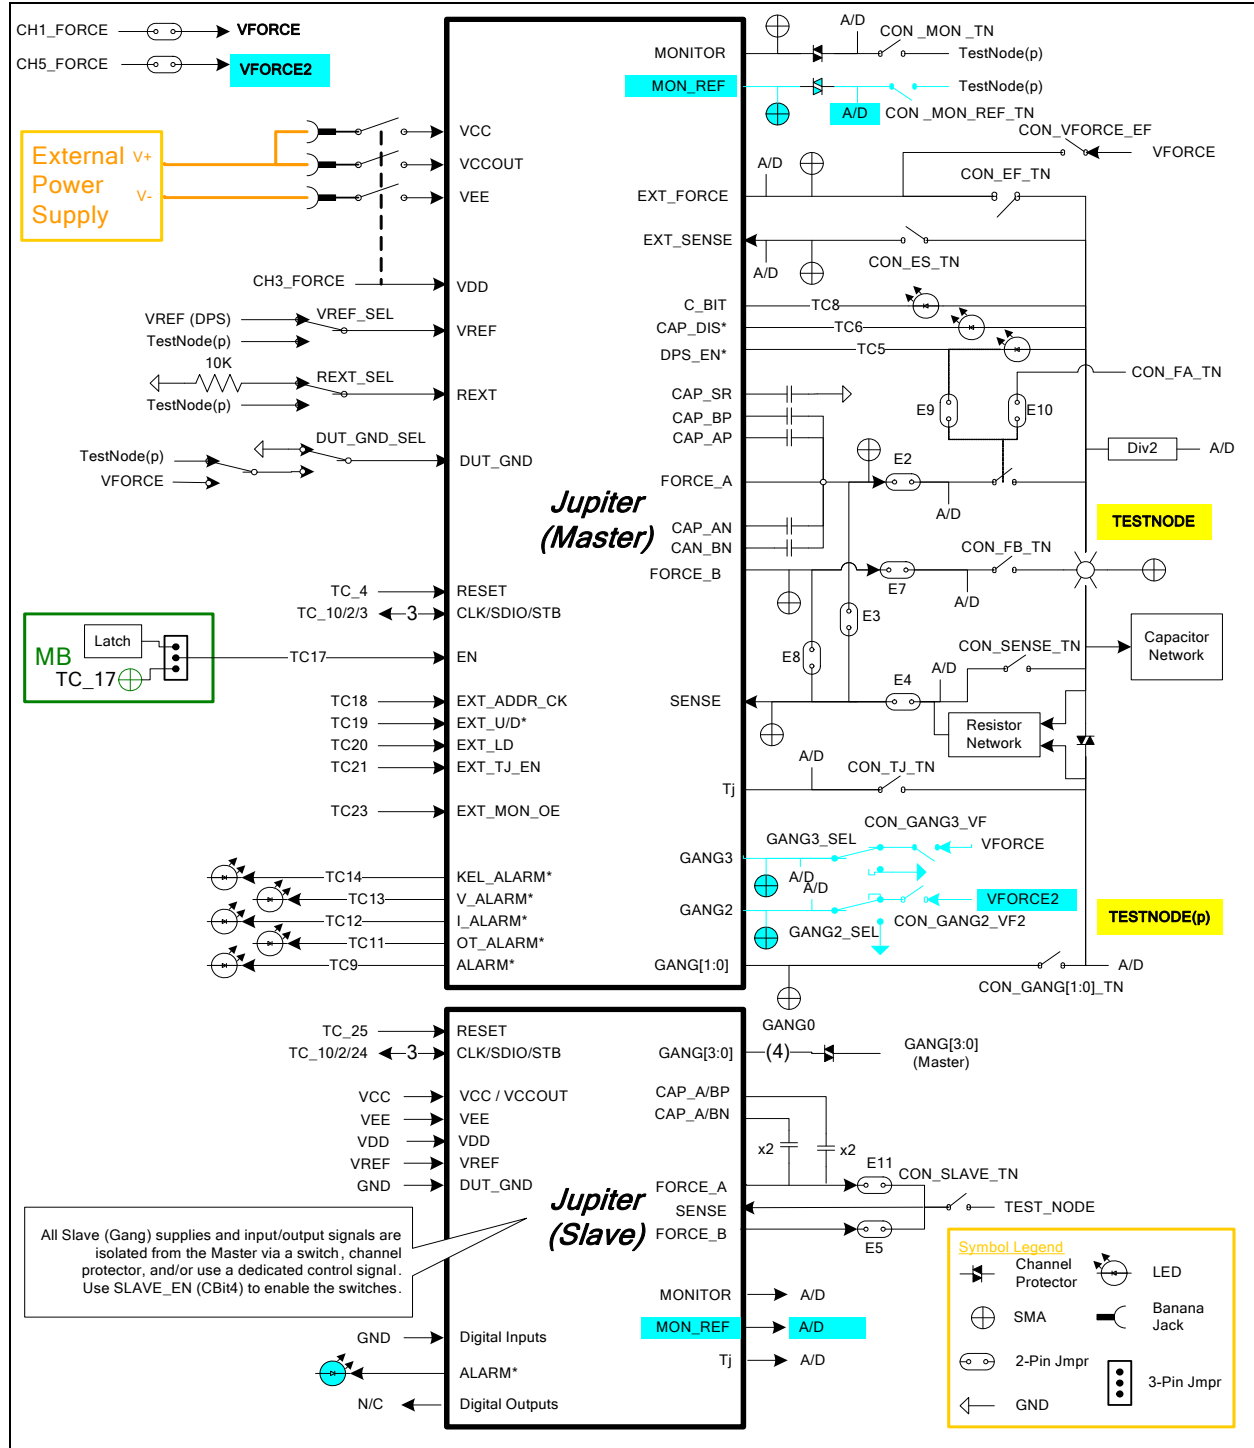 CH1_FORCE
VFORCE
CH5_FORCE
VFORCE2
External
Power
Supply
V+
V-
VCC
VCCOUT
VEE
CH3_FORCE
VDD
VREF (DPS)
VREF_SEL
TestNode(p)
VREF
10K
REXT_SEL
TestNode(p)
REXT
DUT_GND_SEL
TestNode(p)
VFORCE
DUT_GND
Jupiter
(Master)
TC_4
RESET
TC_10/2/3
3
CLK/SDIO/STB
MB
Latch
TC_17
TC17
EN
TC18
EXT_ADDR_CK
TC19
EXT_U/D*
TC20
EXT_LD
TC21
EXT_TJ_EN
TC23
EXT_MON_OE
TC14
KEL_ALARM*
TC13
V_ALARM*
TC12
I_ALARM*
TC11
OT_ALARM*
TC9
ALARM*
MONITOR
A/D
CON _MON _TN
TestNode(p)
MON_REF
A/D
CON _MON_REF_TN
TestNode(p)
CON_VFORCE_EF
VFORCE
A/D
CON_EF_TN
EXT_FORCE
EXT_SENSE
A/D
CON_ES_TN
C_BIT
TC8
CAP_DIS*
TC6
DPS_EN*
TC5
CON_FA_TN
CAP_SR
CAP_BP
CAP_AP
E9
E10
Div2
A/D
FORCE_A
E2
A/D
CAP_AN
CAN_BN
TESTNODE
FORCE_B
E7
CON_FB_TN
A/D
E3
E8
CON_SENSE_TN
A/D
Capacitor
Network
SENSE
E4
Resistor
Network
A/D
CON_TJ_TN
Tj
CON_GANG3_VF
GANG3_SEL
VFORCE
GANG3
A/D
A/D
VFORCE2
GANG2
GANG2_SEL
CON_GANG2_VF2
TESTNODE(p)
GANG[1:0]
A/D
CON_GANG[1:0]_TN
GANG0
TC_25
RESET
TC_10/2/24
3
CLK/SDIO/STB
VCC
VCC / VCCOUT
VEE
VEE
VDD
VDD
VREF
VREF
GND
DUT_GND
Jupiter
(Slave)
All Slave (Gang) supplies and input/output signals are
isolated from the Master via a switch, channel
protector, and/or use a dedicated control signal.
Use SLAVE_EN (CBit4) to enable the switches.
GND
Digital Inputs
ALARM*
N/C
Digital Outputs
GANG[3:0]
(4)
GANG[3:0]
(Master)
CAP_A/BP
CAP_A/BN
x2
x2
E11
CON_SLAVE_TN
FORCE_A
SENSE
TEST_NODE
FORCE_B
E5
MONITOR
A/D
MON_REF
A/D
Tj
A/D
Symbol Legend
Channel
Protector
LED
SMA
Banana
Jack
2-Pin Jmpr
3-Pin Jmpr
GND